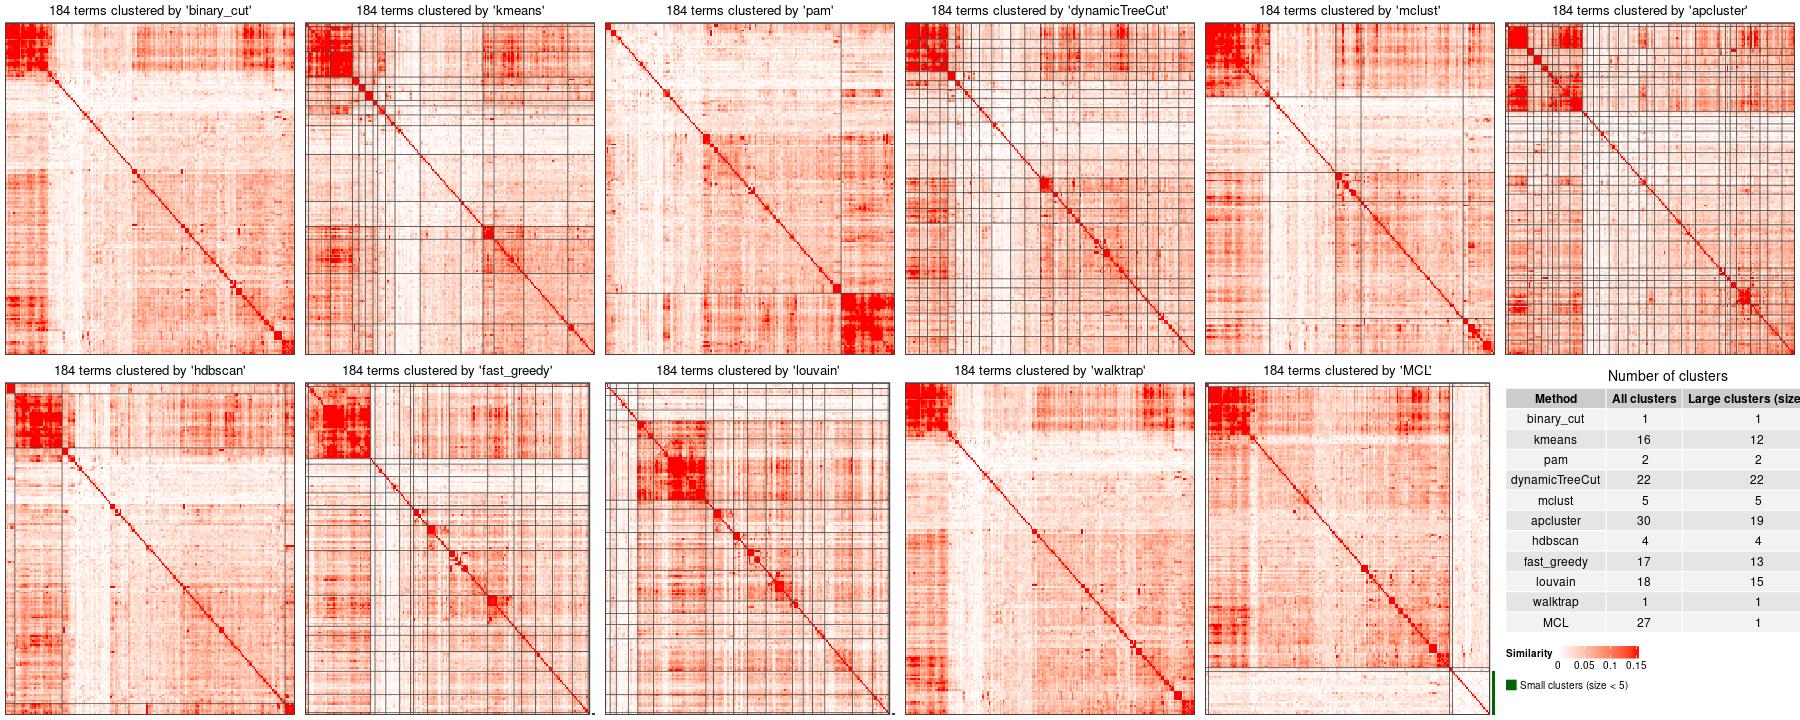 184 terms clustered by 'binary_cut'
184 terms clustered by 'kmeans'
184 terms clustered by 'pam'
184 terms clustered by 'dynamicTreeCut'
184 terms clustered by 'mclust'
184 terms clustered by 'apcluster'
184 terms clustered by 'hdbscan'
184 terms clustered by 'fast_greedy'
184 terms clustered by 'louvain'
184 terms clustered by 'walktrap'
184 terms clustered by 'MCL'
Number of clusters
Method All clusters Large clusters (size
binary_cut 1 1
kmeans 16 12
pam 2 2
dynamicTreeCut 22 22
mclust 5 5
apcluster 30 19
hdbscan 4 4
fast_greedy 17 13
louvain 18 15
walktrap 1 1
MCL 27 1
Similarity
0 0.05 0.1 0.15
Small clusters (size < 5)